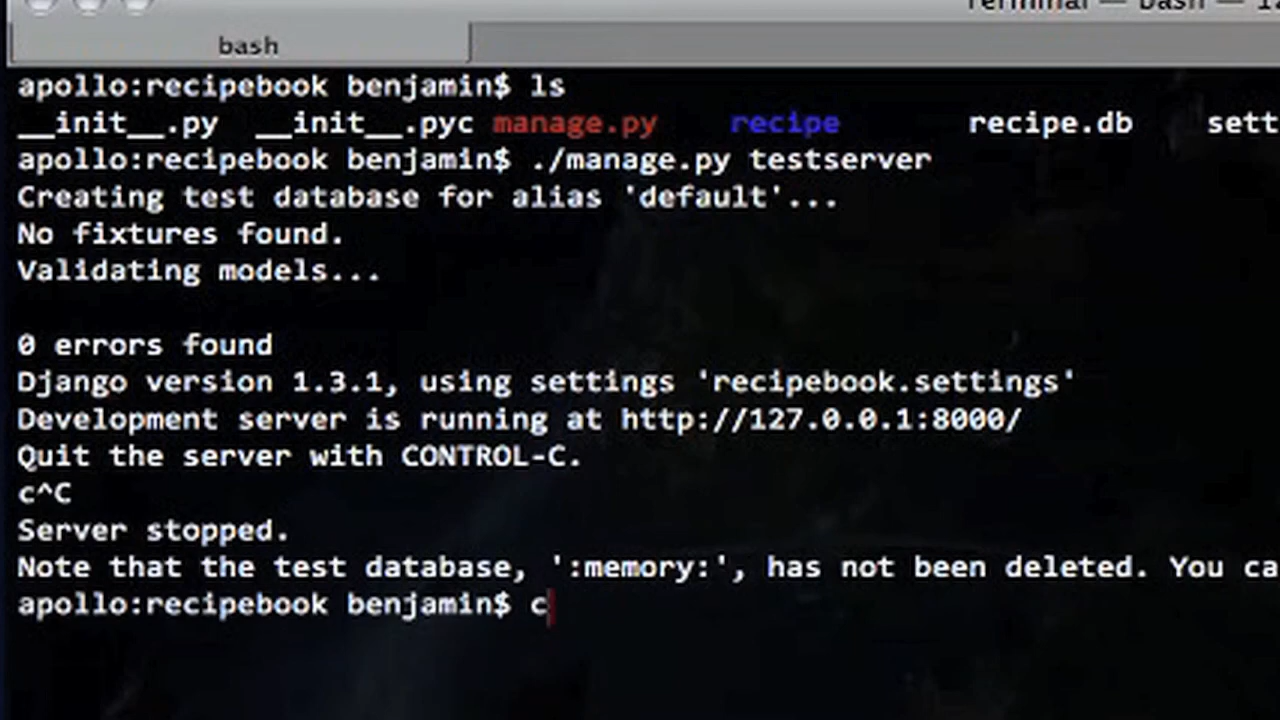 bash
apollo:recipebook benjamin$ ls
__init__.py __init__.pyc manage.py recipe recipe.db sett
apollo:recipebook benjamin$ ./manage.py testserver
Creating test database for alias 'default'...
No fixtures found.
Validating models...
0 errors found
Django version 1.3.1, using settings 'recipebook.settings'
Development server is running at http://127.0.0.1:8000/
Quit the server with CONTROL-C.
c^C
Server stopped.
Note that the test database, ':memory:', has not been deleted. You ca
apollo:recipebook benjamin$ c